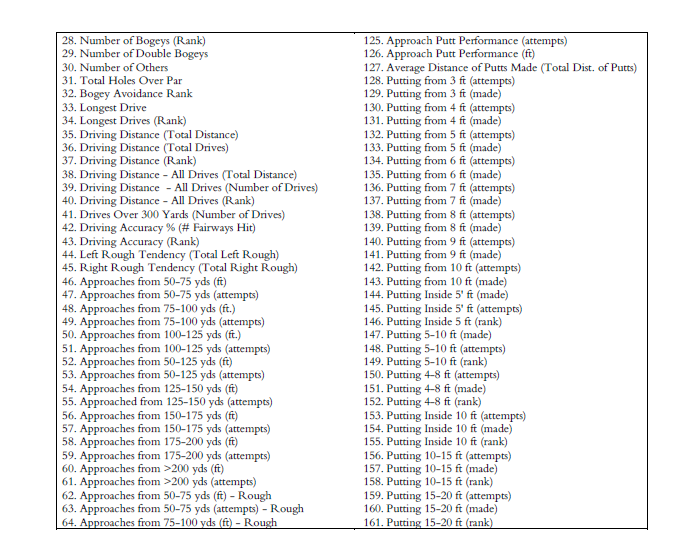 28. Number of Bogeys (Rank)
29. Number of Double Bogeys
30. Number of Others
31. Total Holes Over Par
32. Bogey Avoidance Rank
33. Longest Drive
34. Longest Drives (Rank)
35. Driving Distance (Total Distance)
36. Driving Distance (Total Drives)
37. Driving Distance (Rank)
38. Driving Distance - All Drives (Total Distance)
39. Driving Distance  - All Drives (Number of Drives)
40. Driving Distance - All Drives (Rank)
41. Drives Over 300 Yards (Number of Drives)
42. Driving Accuracy % (# Fairways Hit)
43. Driving Accuracy (Rank)
44. Left Rough Tendency (Total Left Rough)
45. Right Rough Tendency (Total Right Rough)
46. Approaches from 50-75 yds (ft)
47. Approaches from 50-75 yds (attempts)
48. Approaches from 75-100 yds (ft.)
49. Approaches from 75-100 yds (attempts)
50. Approaches from 100-125 yds (ft.)
51. Approaches from 100-125 yds (attempts)
52. Approaches from 50-125 yds (ft)
53. Approaches from 50-125 yds (attempts)
54. Approaches from 125-150 yds (ft)
55. Approached from 125-150 yds (attempts)
56. Approaches from 150-175 yds (ft)
57. Approaches from 150-175 yds (attempts)
58. Approaches from 175-200 yds (ft)
59. Approaches from 175-200 yds (attempts)
60. Approaches from >200 yds (ft)
61. Approaches from >200 yds (attempts)
62. Approaches from 50-75 yds (ft) - Rough
63. Approaches from 50-75 yds (attempts) - Rough
64. Approaches from 75-100 yds (ft) - Rough
125. Approach Putt Performance (attempts)
126. Approach Putt Performance (ft)
127. Average Distance of Putts Made (Total Dist. of Putts)
128. Putting from 3 ft (attempts)
129. Putting from 3 ft (made)
130. Putting from 4 ft (attempts)
131. Putting from 4 ft (made)
132. Putting from 5 ft (attempts)
133. Putting from 5 ft (made)
134. Putting from 6 ft (attempts)
135. Putting from 6 ft (made)
136. Putting from 7 ft (attempts)
137. Putting from 7 ft (made)
138. Putting from 8 ft (attempts)
139. Putting from 8 ft (made)
140. Putting from 9 ft (attempts)
141. Putting from 9 ft (made)
142. Putting from 10 ft (attempts)
143. Putting from 10 ft (made)
144. Putting Inside 5' ft (made)
145. Putting Inside 5' ft (attempts)
146. Putting Inside 5 ft (rank)
147. Putting 5-10 ft (made)
148. Putting 5-10 ft (attempts)
149. Putting 5-10 ft (rank)
150. Putting 4-8 ft (attempts)
151. Putting 4-8 ft (made)
152. Putting 4-8 ft (rank)
153. Putting Inside 10 ft (attempts)
154. Putting Inside 10 ft (made)
155. Putting Inside 10 ft (rank)
156. Putting 10-15 ft (attempts)
157. Putting 10-15 ft (made)
158. Putting 10-15 ft (rank)
159. Putting 15-20 ft (attempts)
160. Putting 15-20 ft (made)
161. Putting 15-20 ft (rank)